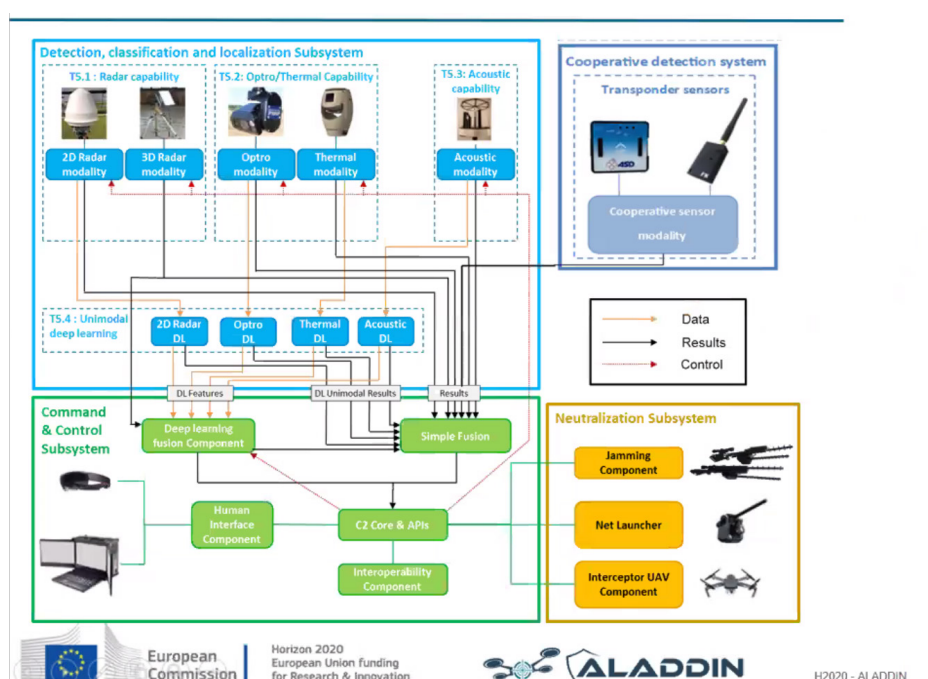 Detection, classification and localization Subsystem
T5.1 : Radar capability
T5.2: Optro/Thermal Capability
T5.3: Acoustic
capability
2D Radar
modality
3D Radar
modality
Optro
modality
Thermal
modality
Acoustic
modality
Cooperative detection system
Transponder sensors
ASD
Cooperative sensor
modality
T5.4 : Unimodal
deep learning
2D Radar
DL
Optro
DL
Thermal
DL
Acoustic
DL
Data
Results
Control
DL Features
DL Unimodal Results
Results
Command
& Control
Subsystem
Deep learning
fusion Component
Simple Fusion
Human
Interface
Component
C2 Core & APIs
Interoperability
Component
Neutralization Subsystem
Jamming
Component
Net Launcher
Interceptor UAV
Component
European
Commission
Horizon 2020
European Union funding
for Research & Innovation
ALADDIN
H2020 - ALADDIN